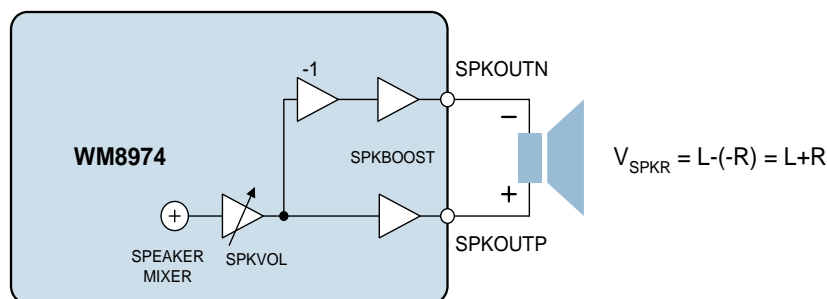 -1
SPKOUTN
−
WM8974
SPKBOOST
V_SPKR = L-(-R) = L+R
+
+
SPKOUTP
SPEAKER
MIXER
SPKVOL